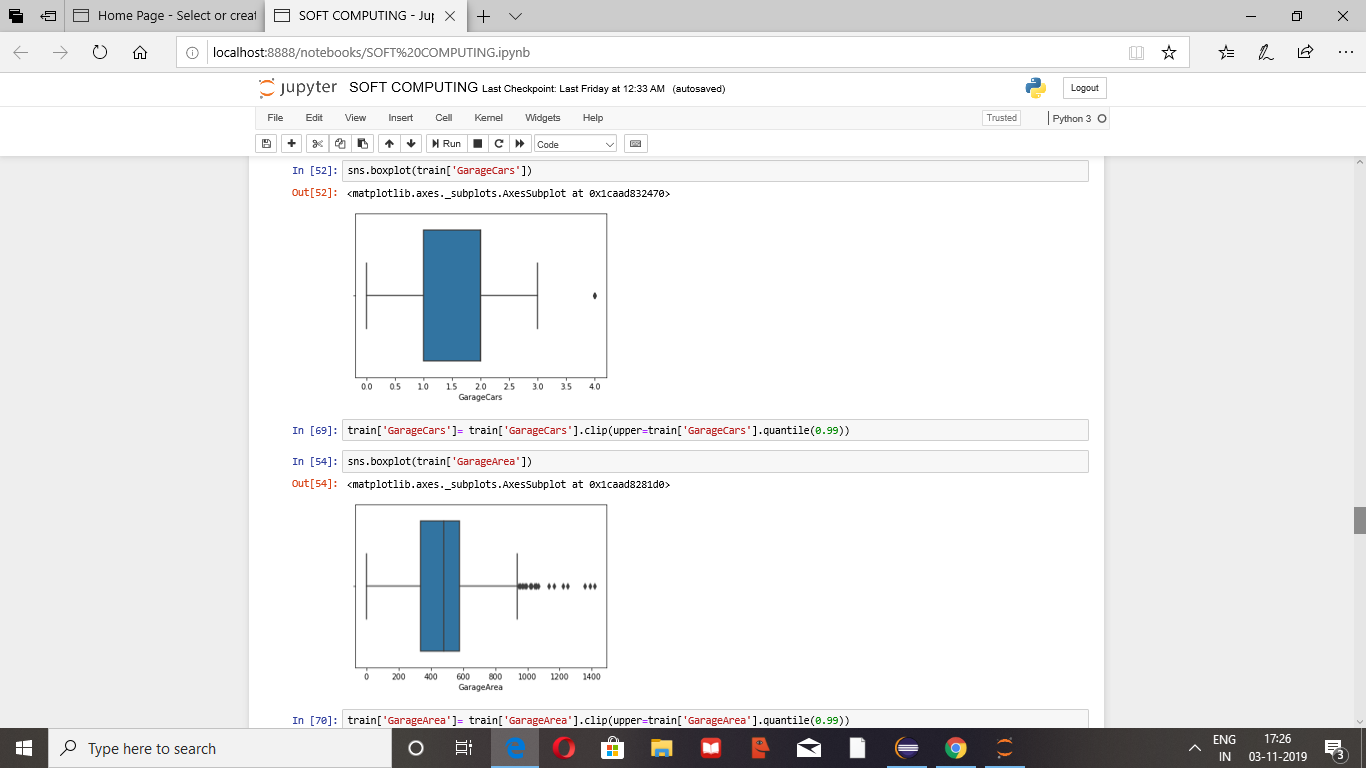 Home Page - Select or creat
SOFT COMPUTING - Jup
localhost:8888/notebooks/SOFT%20COMPUTING.ipynb
jupyter SOFT COMPUTING Last Checkpoint: Last Friday at 12:33 AM (autosaved)
Logout
File Edit View Insert Cell Kernel Widgets Help
Trusted
Python 3
Run
Code
In [52]: sns.boxplot(train['GarageCars'])
Out[52]: <matplotlib.axes._subplots.AxesSubplot at 0x1caad832470>
0.0 0.5 1.0 1.5 2.0 2.5 3.0 3.5 4.0
GarageCars
In [69]: train['GarageCars']= train['GarageCars'].clip(upper=train['GarageCars'].quantile(0.99))
In [54]: sns.boxplot(train['GarageArea'])
Out[54]: <matplotlib.axes._subplots.AxesSubplot at 0x1caad8281d0>
0 200 400 600 800 1000 1200 1400
GarageArea
In [70]: train['GarageArea']= train['GarageArea'].clip(upper=train['GarageArea'].quantile(0.99))
Type here to search
ENG
IN
17:26
03-11-2019
3